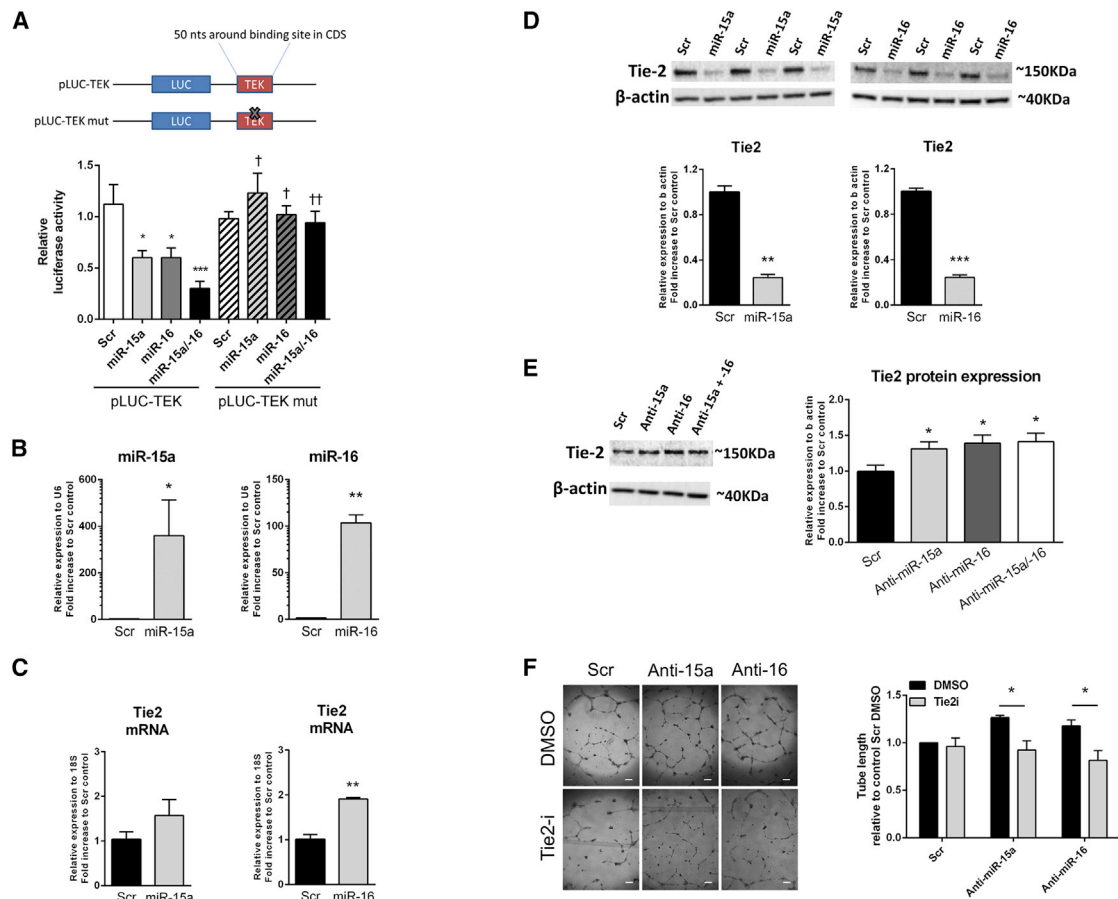 A
50 nts around binding site in CDS
pLUC-TEK
LUC
TEK
pLUC-TEK mut
LUC
TEK
Relative
luciferase activity
1.5
1.0
0.5
0.0
*
*
***
†
†
††
Scr
miR-15a
miR-16
miR-15a/-16
Scr
miR-15a
miR-16
miR-15a/-16
pLUC-TEK
pLUC-TEK mut
B
miR-15a
Relative expression to U6
Fold increase to Scr control
600
400
200
0
*
Scr
miR-15a
miR-16
Relative expression to U6
Fold increase to Scr control
150
100
50
0
**
Scr
miR-16
C
Tie2
mRNA
Relative expression to 18S
Fold increase to Scr control
3
2
1
0
Scr
miR-15a
Tie2
mRNA
Relative expression to 18S
Fold increase to Scr control
3
2
1
0
**
Scr
miR-16
D
Scr
miR-15a
Scr
miR-15a
Scr
miR-15a
Scr
miR-16
Scr
miR-16
Scr
miR-16
Tie-2
~150KDa
β-actin
~40KDa
Tie2
Relative expression to b actin
Fold increase to Scr control
1.2
0.8
0.4
0.0
**
Scr
miR-15a
Tie2
Relative expression to b actin
Fold increase to Scr control
1.2
0.8
0.4
0.0
***
Scr
miR-16
E
Scr
Anti-15a
Anti-16
Anti-15a + -16
Tie-2
~150KDa
β-actin
~40KDa
Tie2 protein expression
Relative expression to b actin
Fold increase to Scr control
2.0
1.5
1.0
0.5
0.0
*
*
*
Scr
Anti-miR-15a
Anti-miR-16
Anti-miR-15a/-16
F
Scr
Anti-15a
Anti-16
DMSO
Tie2-i
Tube length
relative to control Scr DMSO
1.5
1.0
0.5
0.0
DMSO
Tie2i
*
*
Scr
Anti-miR-15a
Anti-miR-16